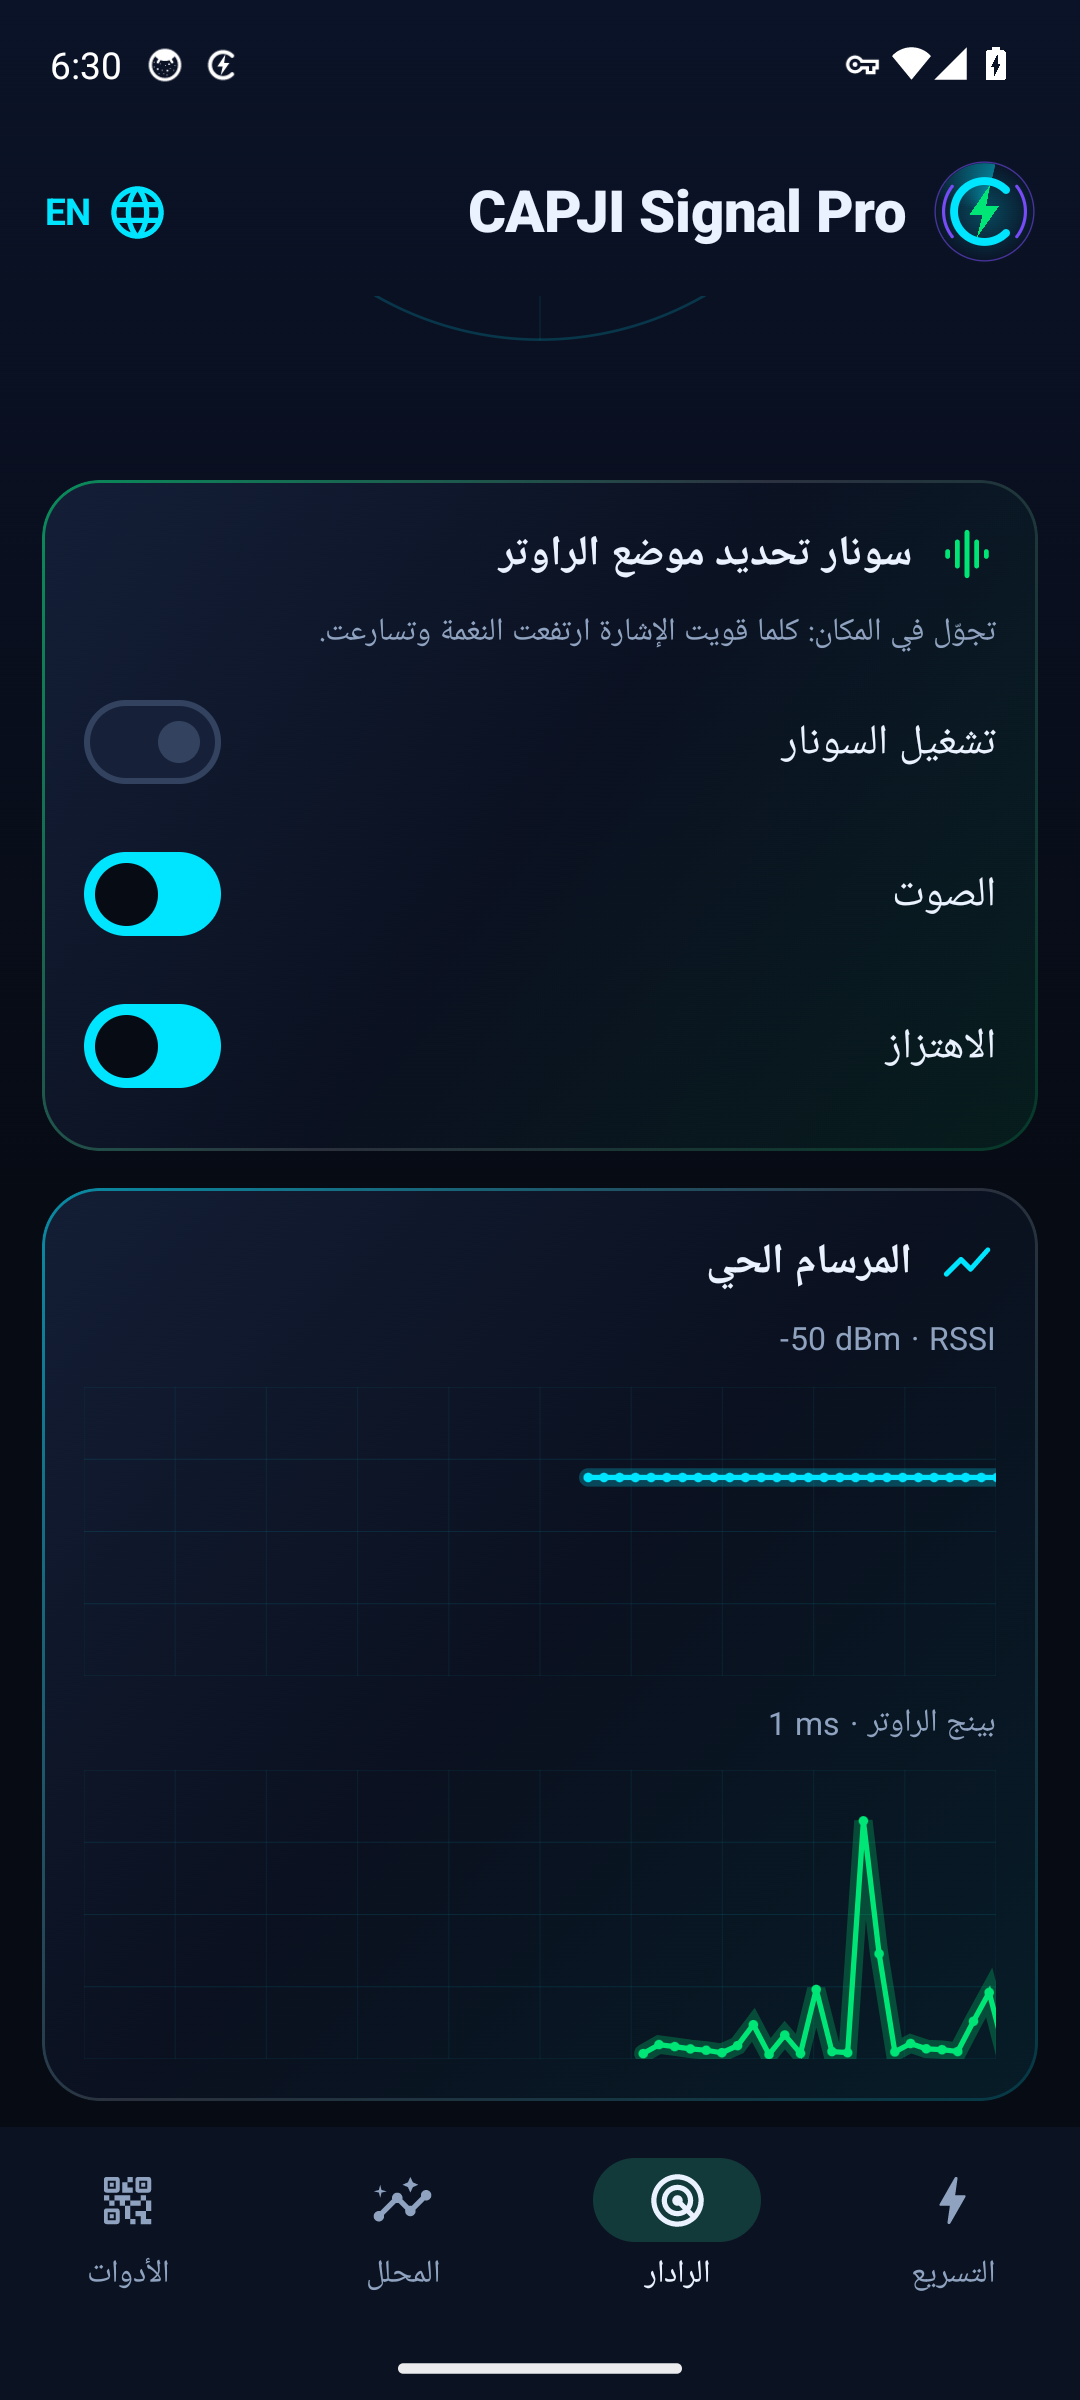 6:30
CAPJI Signal Pro
EN
سونار تحديد موضع الراوتر
تجوّل في المكان: كلما قويت الإشارة ارتفعت النغمة وتسارعت.
تشغيل السونار
الصوت
الاهتزاز
المرسام الحي
-50 dBm · RSSI
بينج الراوتر · 1 ms
التسريع
الرادار
المحلل
الأدوات